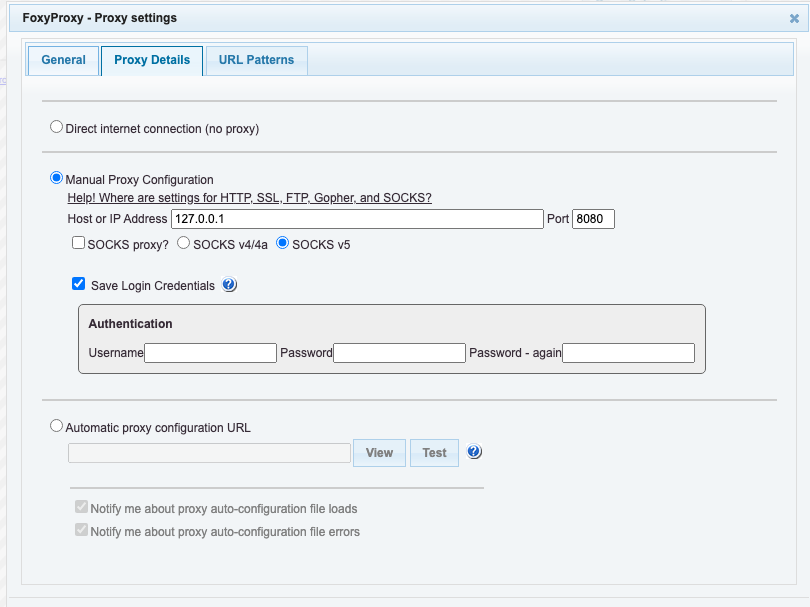 FoxyProxy - Proxy settings
General Proxy Details URL Patterns
Direct internet connection (no proxy)
Manual Proxy Configuration
Help! Where are settings for HTTP, SSL, FTP, Gopher, and SOCKS?
Host or IP Address 127.0.0.1 Port 8080
SOCKS proxy? SOCKS v4/4a SOCKS v5
Save Login Credentials ?
Authentication
Username Password Password - again
Automatic proxy configuration URL
View Test ?
Notify me about proxy auto-configuration file loads
Notify me about proxy auto-configuration file errors